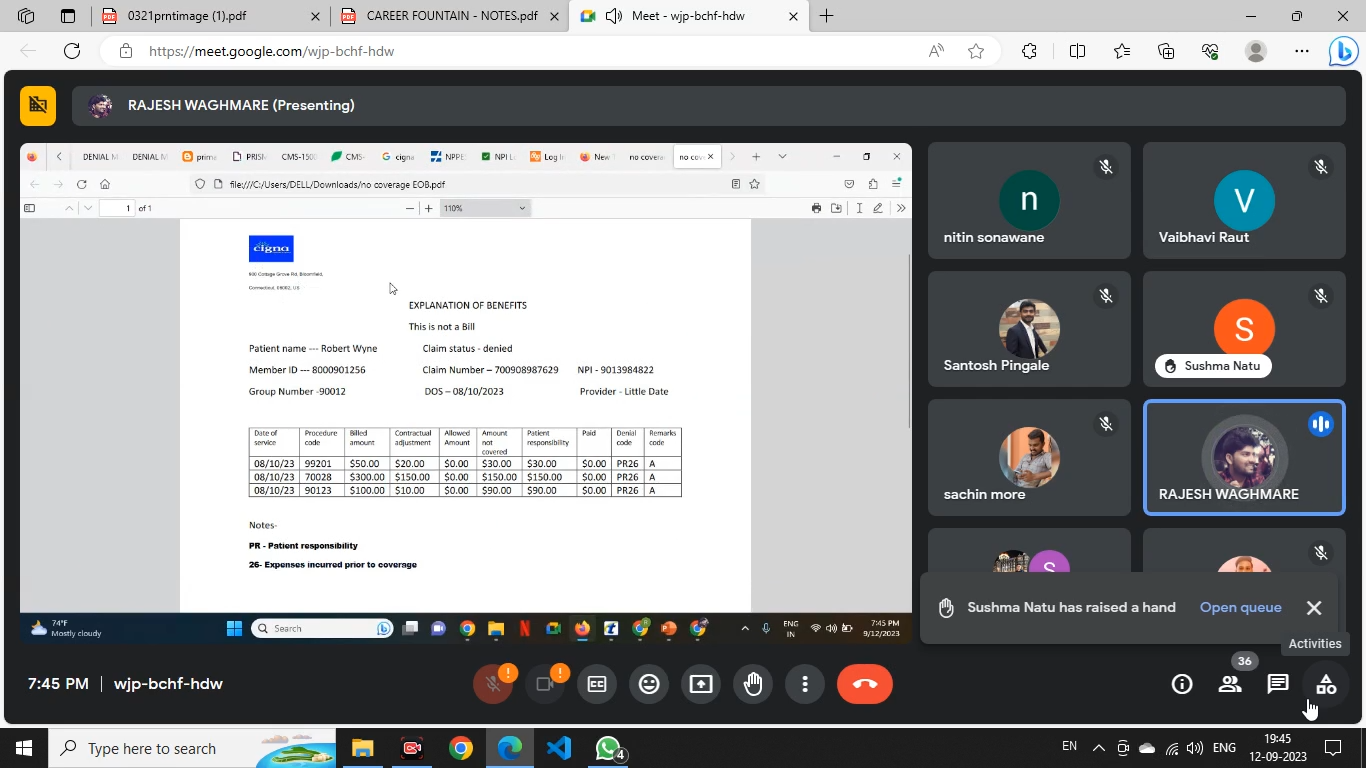 0321prntimage (1).pdf
CAREER FOUNTAIN - NOTES.pdf
Meet - wjp-bchf-hdw
https://meet.google.com/wjp-bchf-hdw
RAJESH WAGHMARE (Presenting)
DENIAL M
DENIAL M
prima
PRISM
CMS-1500
CMS-
cigna
NPPE
NPI Lo
Log In
New T
no covera
no cove
file:///C:/Users/DELL/Downloads/no coverage EOB.pdf
1 of 1
110%
cigna
900 Cottage Grove Rd, Bloomfield,
Connecticut, 06002, US
EXPLANATION OF BENEFITS
This is not a Bill
Patient name --- Robert Wyne Claim status - denied
Member ID --- 8000901256 Claim Number – 700908987629 NPI - 9013984822
Group Number -90012 DOS – 08/10/2023 Provider - Little Date
Date of service Procedure code Billed amount Contractual adjustment Allowed Amount Amount not covered Patient responsibility Paid Denial code Remarks code
08/10/23 99201 $50.00 $20.00 $0.00 $30.00 $30.00 $0.00 PR26 A
08/10/23 70028 $300.00 $150.00 $0.00 $150.00 $150.00 $0.00 PR26 A
08/10/23 90123 $100.00 $10.00 $0.00 $90.00 $90.00 $0.00 PR26 A
Notes-
PR - Patient responsibility
26- Expenses incurred prior to coverage
74°F
Mostly cloudy
Search
ENG
IN
7:45 PM
9/12/2023
n
nitin sonawane
V
Vaibhavi Raut
Santosh Pingale
S
Sushma Natu
sachin more
RAJESH WAGHMARE
S
Sushma Natu has raised a hand Open queue
Activities
7:45 PM | wjp-bchf-hdw
36
Type here to search
4
EN
ENG
19:45
12-09-2023